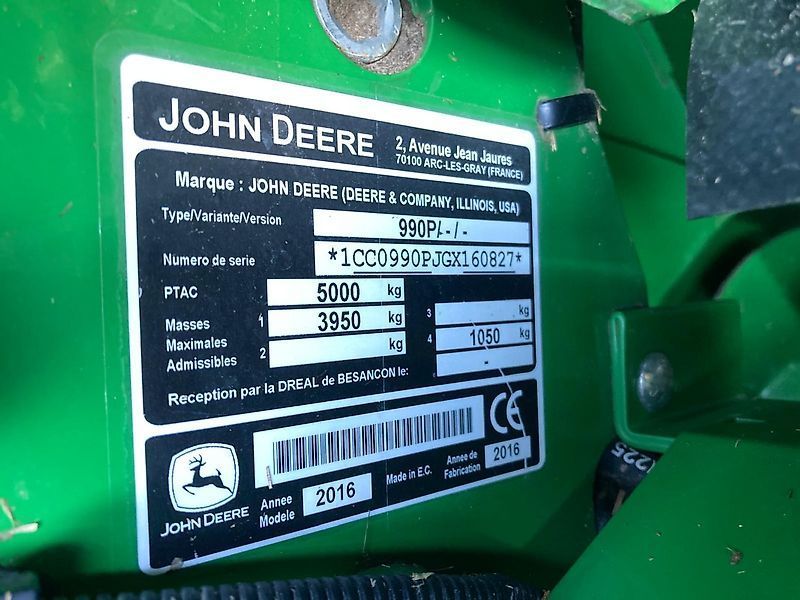 JOHN DEERE
2, Avenue Jean Jaures
70100 ARC-LES-GRAY (FRANCE)
Marque : JOHN DEERE (DEERE & COMPANY, ILLINOIS, USA)
Type/Variante/Version 990P/-/-
Numero de serie *1CC0990PJGX160827*
PTAC 5000 kg
Masses 1 3950 kg 3 kg
Maximales 2 kg 4 1050 kg
Admissibles -
Reception par la DREAL de BESANCON le:
CE
JOHN DEERE
Annee Modele 2016
Made in E.C.
Annee de Fabrication 2016
X225